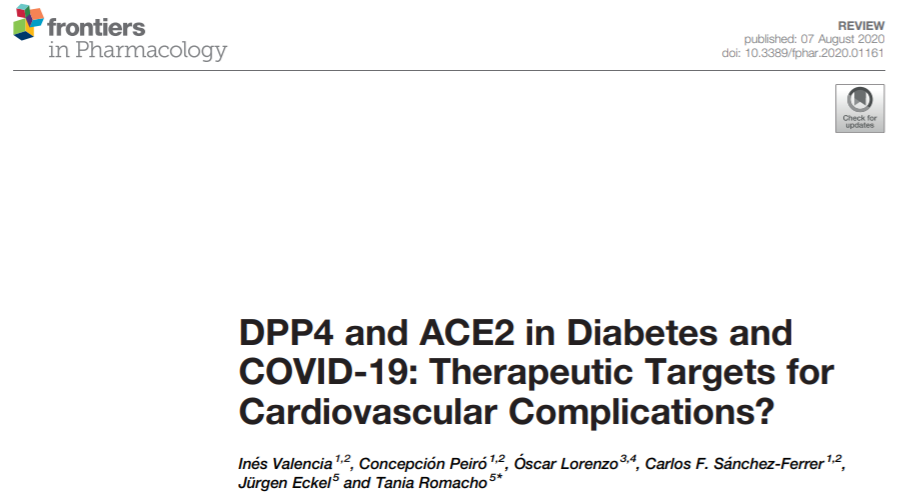 frontiers
in Pharmacology
REVIEW
published: 07 August 2020
doi: 10.3389/fphar.2020.01161
Check for
updates
DPP4 and ACE2 in Diabetes and
COVID-19: Therapeutic Targets for
Cardiovascular Complications?
Inés Valencia 1,2, Concepción Peiró 1,2, Óscar Lorenzo 3,4, Carlos F. Sánchez-Ferrer 1,2,
Jürgen Eckel 5 and Tania Romacho 5*